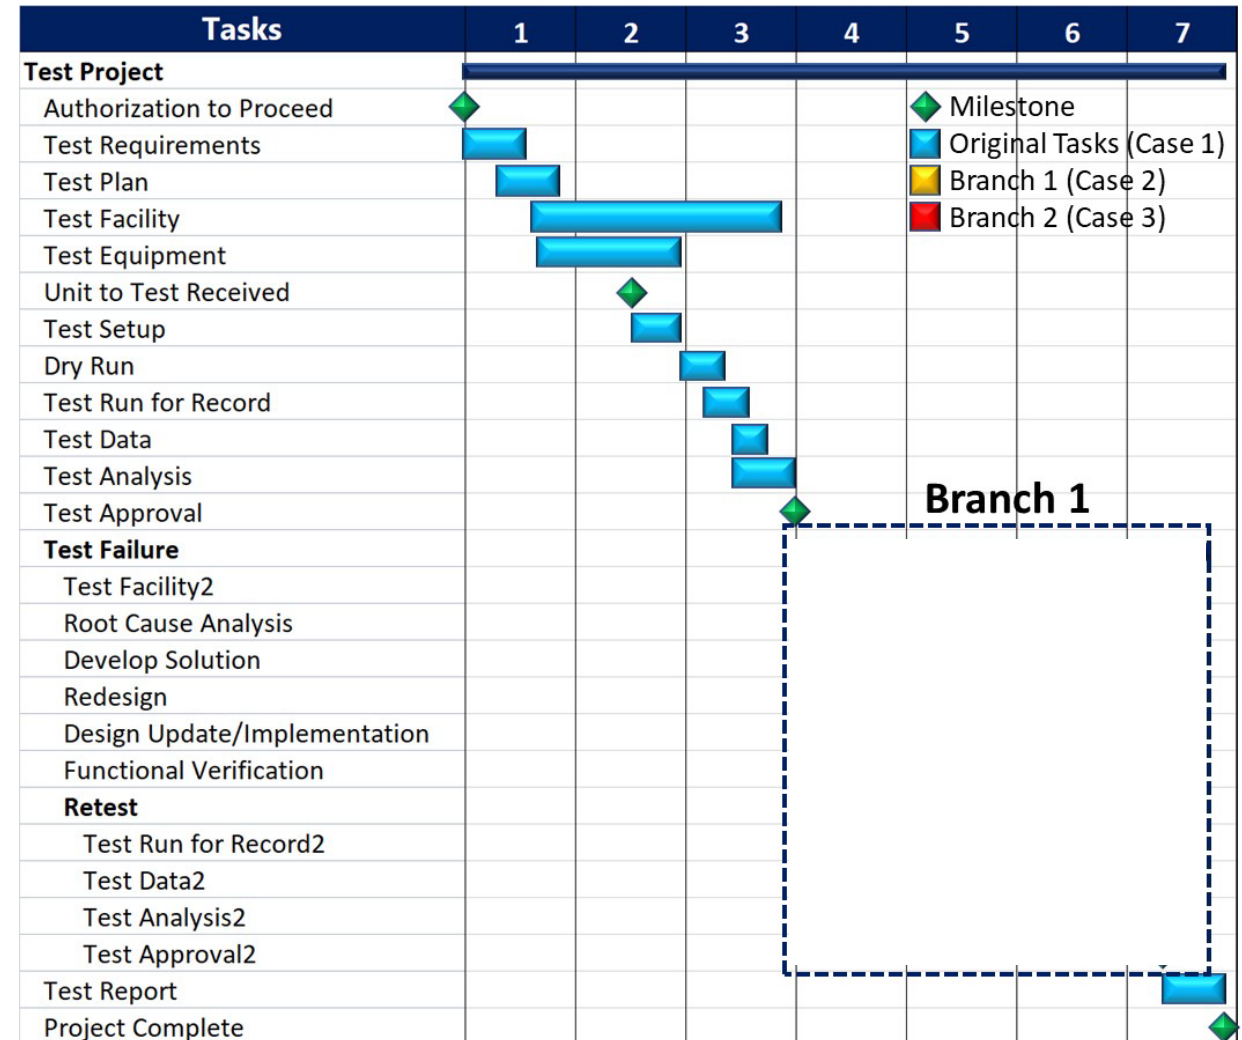 Tasks 1 2 3 4 5 6 7
Test Project
Authorization to Proceed
Milestone
Test Requirements
Original Tasks (Case 1)
Test Plan
Branch 1 (Case 2)
Test Facility
Branch 2 (Case 3)
Test Equipment
Unit to Test Received
Test Setup
Dry Run
Test Run for Record
Test Data
Test Analysis
Branch 1
Test Approval
Test Failure
Test Facility2
Root Cause Analysis
Develop Solution
Redesign
Design Update/Implementation
Functional Verification
Retest
Test Run for Record2
Test Data2
Test Analysis2
Test Approval2
Test Report
Project Complete